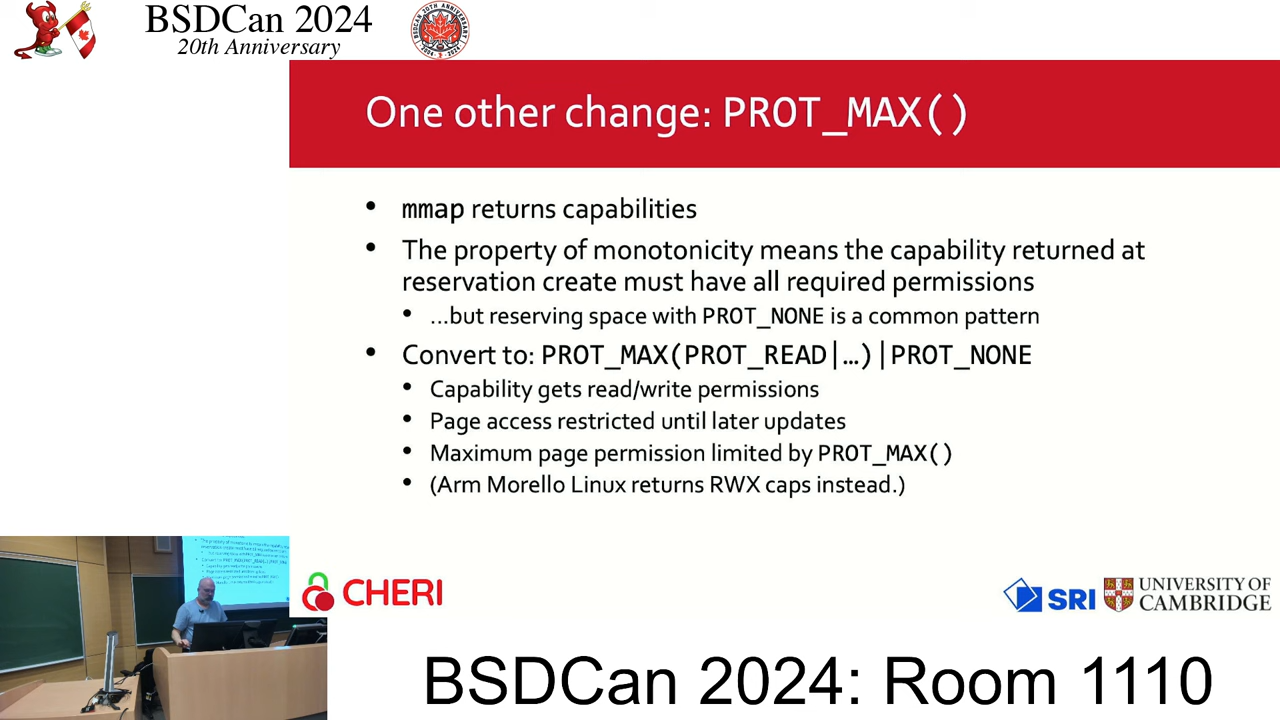 BSDCan 2024
20th Anniversary
One other change: PROT_MAX()
• mmap returns capabilities
• The property of monotonicity means the capability returned at
reservation create must have all required permissions
• ...but reserving space with PROT_NONE is a common pattern
• Convert to: PROT_MAX(PROT_READ|…)|PROT_NONE
• Capability gets read/write permissions
• Page access restricted until later updates
• Maximum page permission limited by PROT_MAX()
• (Arm Morello Linux returns RWX caps instead.)
CHERI
SRI
UNIVERSITY OF
CAMBRIDGE
BSDCan 2024: Room 1110